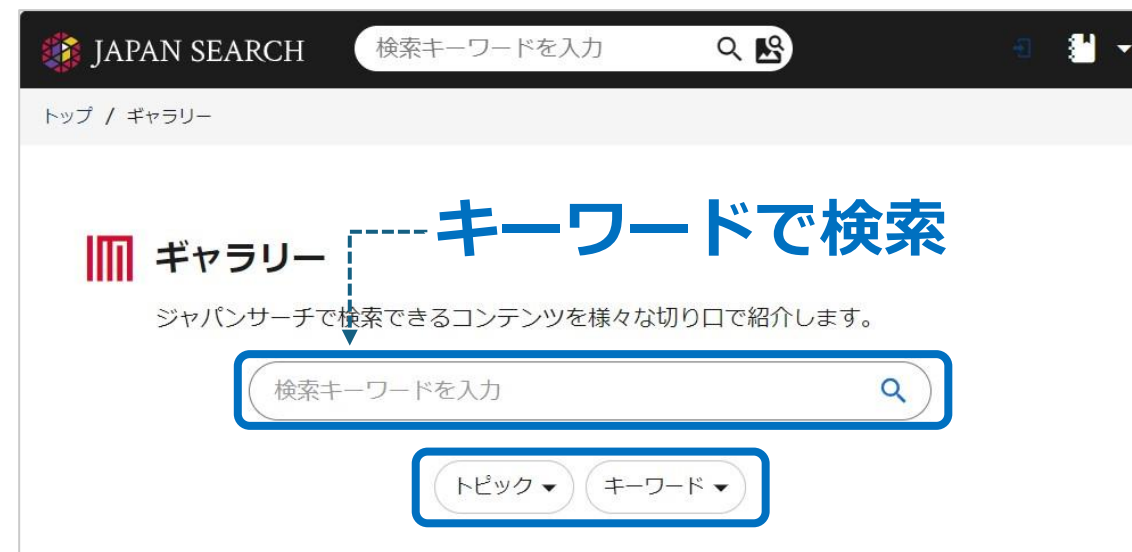 JAPAN SEARCH
検索キーワードを入力
トップ / ギャラリー
キーワードで検索
ギャラリー
ジャパンサーチで検索できるコンテンツを様々な切り口で紹介します。
検索キーワードを入力
トピック
キーワード